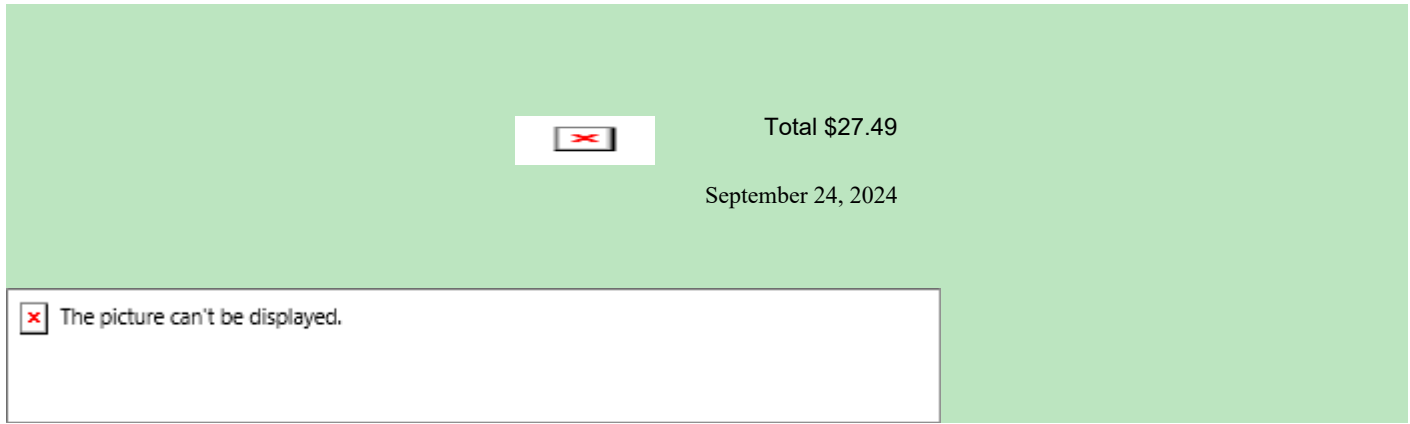 Total $27.49
September 24, 2024
The picture can't be displayed.